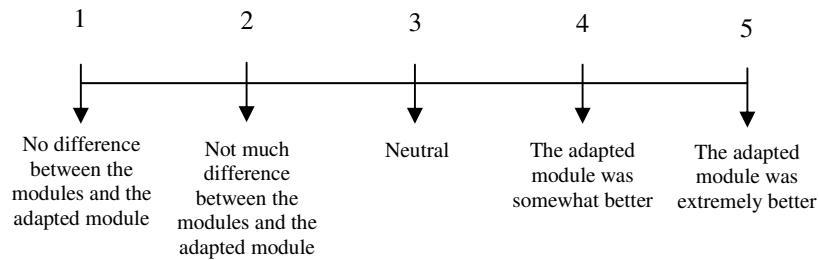 1
2
3
4
5
No difference
between the
modules and the
adapted module
Not much
difference
between the
modules and the
adapted module
Neutral
The adapted
module was
somewhat better
The adapted
module was
extremely better